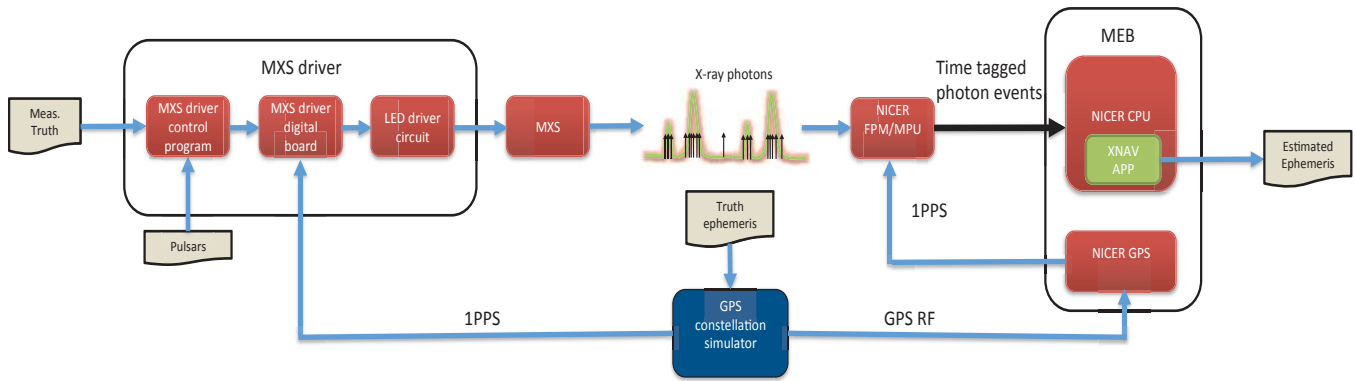 MXS driver
Meas.
Truth
MXS driver
control
program
MXS driver
digital
board
LED driver
circuit
MXS
Pulsars
X-ray photons
NICER
FPM/MPU
Time tagged
photon events
MEB
NICER CPU
XNAV
APP
Estimated
Ephemeris
1PPS
NICER GPS
Truth
ephemeris
GPS
constellation
simulator
1PPS
GPS RF